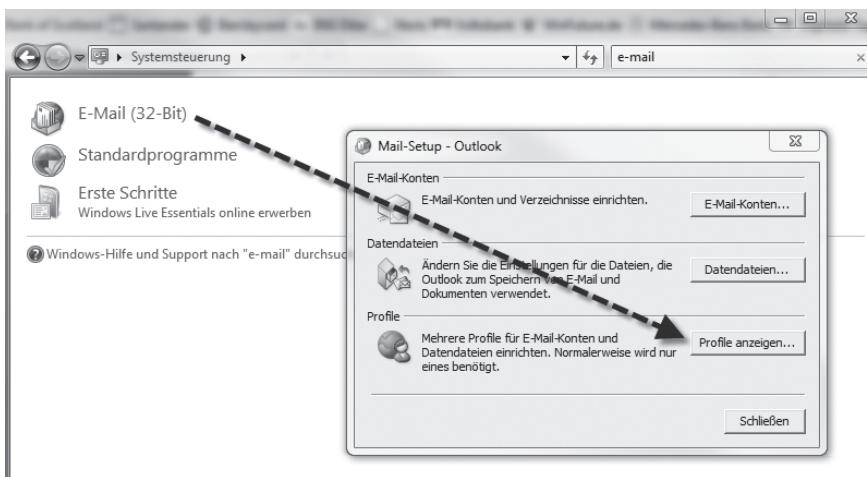 Systemsteuerung
e-mail
E-Mail (32-Bit)
Standardprogramme
Erste Schritte
Windows Live Essentials online erwerben
Windows-Hilfe und Support nach "e-mail"
Mail-Setup - Outlook
E-Mail-Konten
E-Mail-Konten und Verzeichnisse einrichten.
E-Mail-Konten...
Datendateien
Ändern Sie die Einstellungen für die Dateien, die
Outlook zum Speichern von E-Mail und
Dokumenten verwendet.
Datendateien...
Profile
Mehrere Profile für E-Mail-Konten und
Datendateien einrichten. Normalerweise wird nur
eines benötigt.
Profile anzeigen...
Schließen